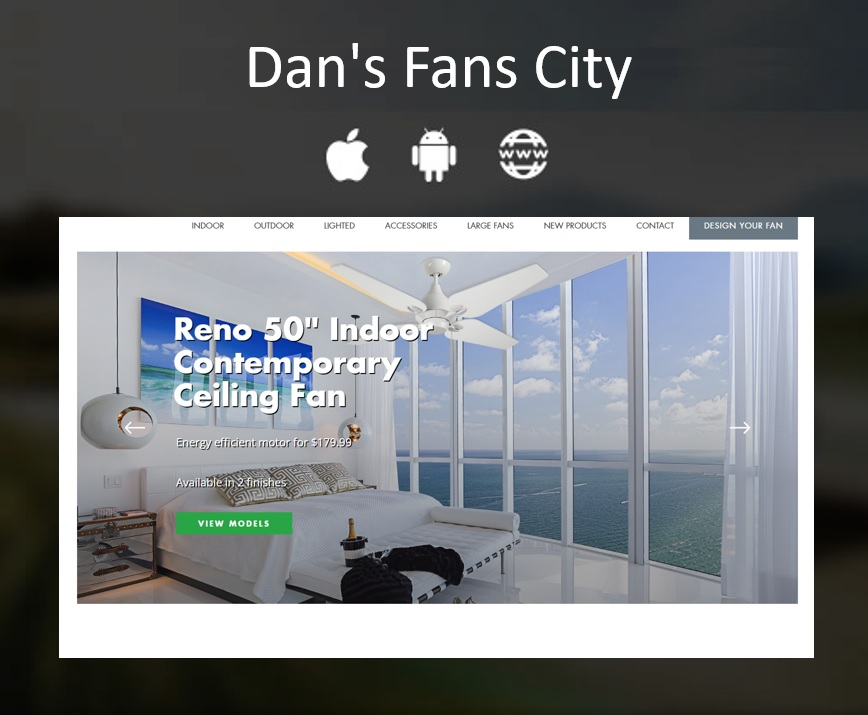 Dan's Fans City
WWW
INDOOR OUTDOOR LIGHTED ACCESSORIES LARGE FANS NEW PRODUCTS CONTACT DESIGN YOUR FAN
Reno 50" Indoor
Contemporary
Ceiling Fan
Energy efficient motor for $179.99
Available in 2 finishes
VIEW MODELS